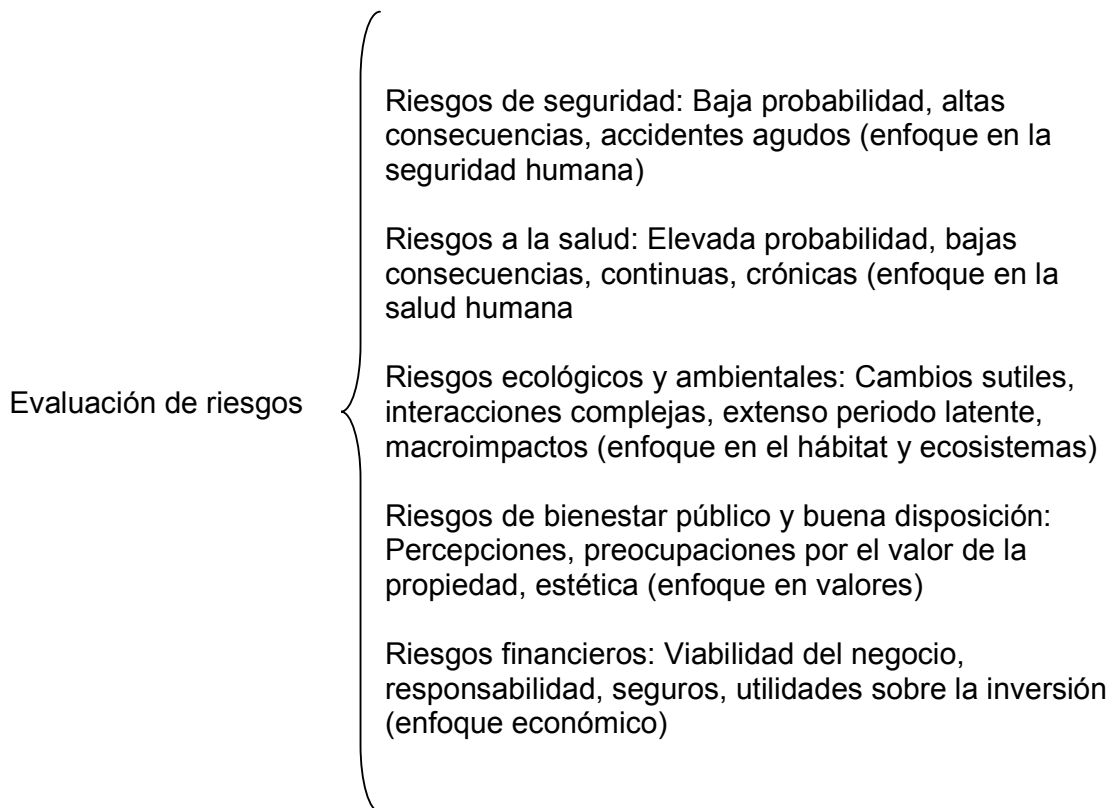 Riesgos de seguridad: Baja probabilidad, altas
consecuencias, accidentes agudos (enfoque en la
seguridad humana)
Riesgos a la salud: Elevada probabilidad, bajas
consecuencias, continuas, crónicas (enfoque en la
salud humana
Evaluación de riesgos
Riesgos ecológicos y ambientales: Cambios sutiles,
interacciones complejas, extenso periodo latente,
macroimpactos (enfoque en el hábitat y ecosistemas)
Riesgos de bienestar público y buena disposición:
Percepciones, preocupaciones por el valor de la
propiedad, estética (enfoque en valores)
Riesgos financieros: Viabilidad del negocio,
responsabilidad, seguros, utilidades sobre la inversión
(enfoque económico)